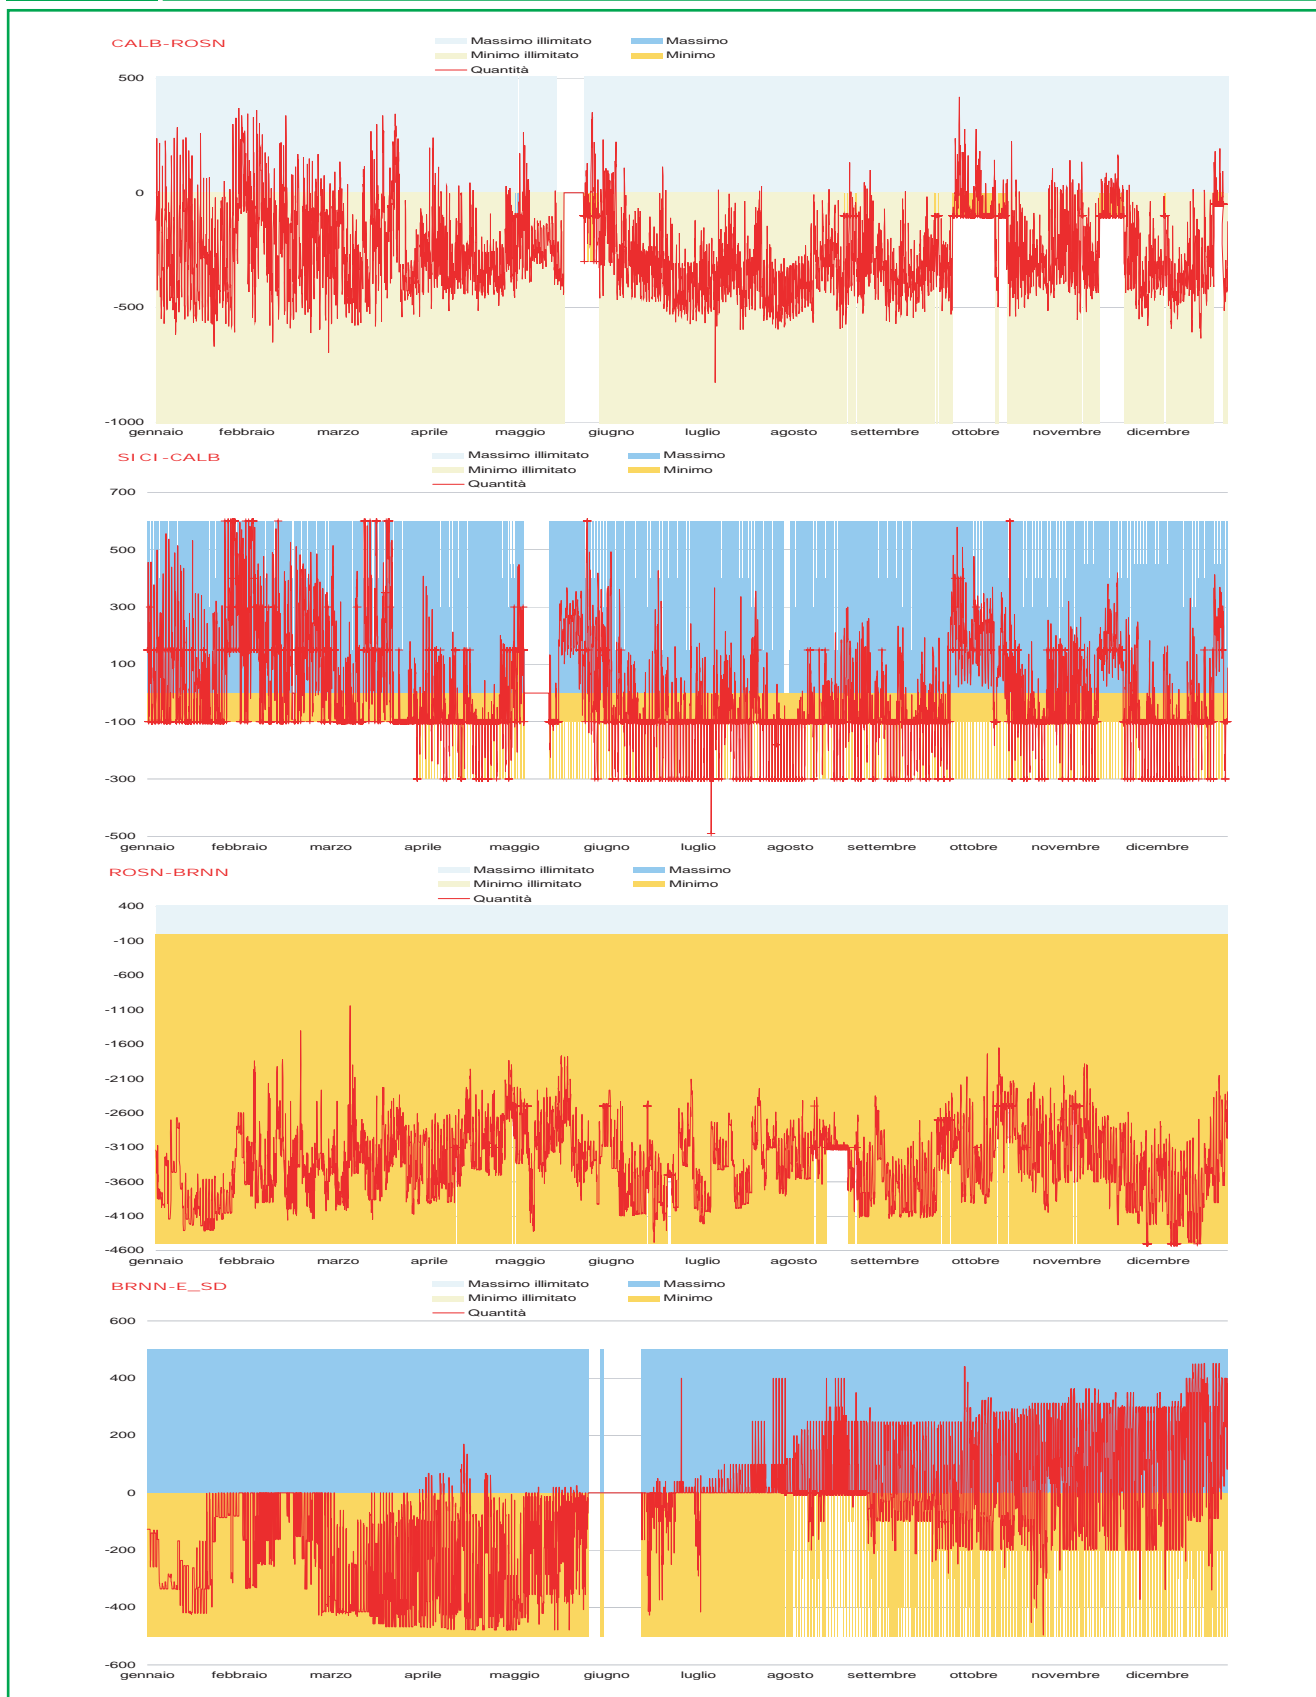 CALB-ROSN
Massimo illimitato Massimo
Minimo illimitato Minimo
Quantità
500
0
-500
-1000
gennaio febbraio marzo aprile maggio giugno luglio agosto settembre ottobre novembre dicembre
SICI-CALB
Massimo illimitato Massimo
Minimo illimitato Minimo
Quantità
700
500
300
100
-100
-300
-500
gennaio febbraio marzo aprile maggio giugno luglio agosto settembre ottobre novembre dicembre
ROSN-BRNN
Massimo illimitato Massimo
Minimo illimitato Minimo
Quantità
400
-100
-600
-1100
-1600
-2100
-2600
-3100
-3600
-4100
-4600
gennaio febbraio marzo aprile maggio giugno luglio agosto settembre ottobre novembre dicembre
BRNN-E_SD
Massimo illimitato Massimo
Minimo illimitato Minimo
Quantità
600
400
200
0
-200
-400
-600
gennaio febbraio marzo aprile maggio giugno luglio agosto settembre ottobre novembre dicembre